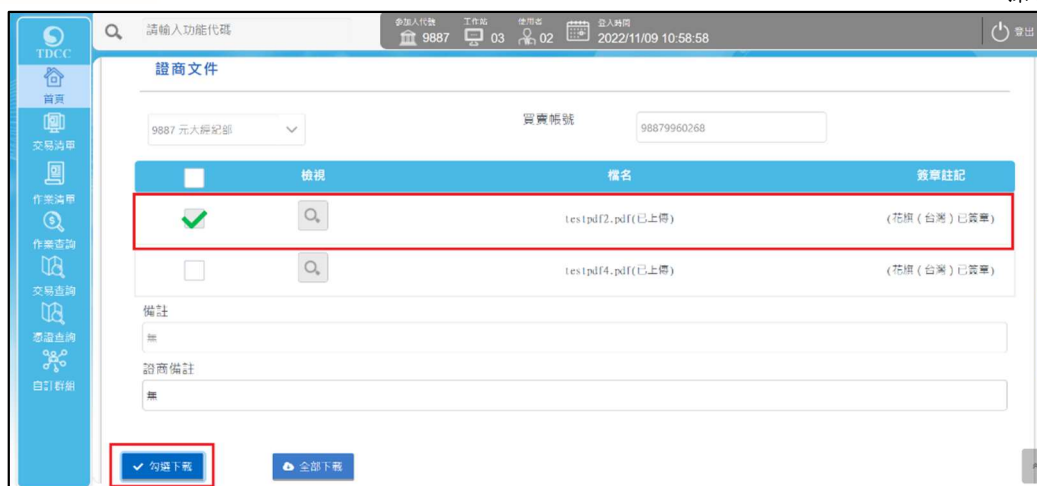 TDCC
請輸入功能代碼
參加人代號 工作站 使用者 登入時間
9887 03 02 2022/11/09 10:58:58
登出
首頁
交易清單
作業清單
作業查詢
交易查詢
憑證查詢
自訂群組
證商文件
9887 元大經紀部
買賣帳號
98879960268
檢視 檔名 簽章註記
testpdf2.pdf(已上傳) (花旗(台灣)已簽章)
testpdf4.pdf(已上傳) (花旗(台灣)已簽章)
備註
無
證商備註
無
勾選下載
全部下載